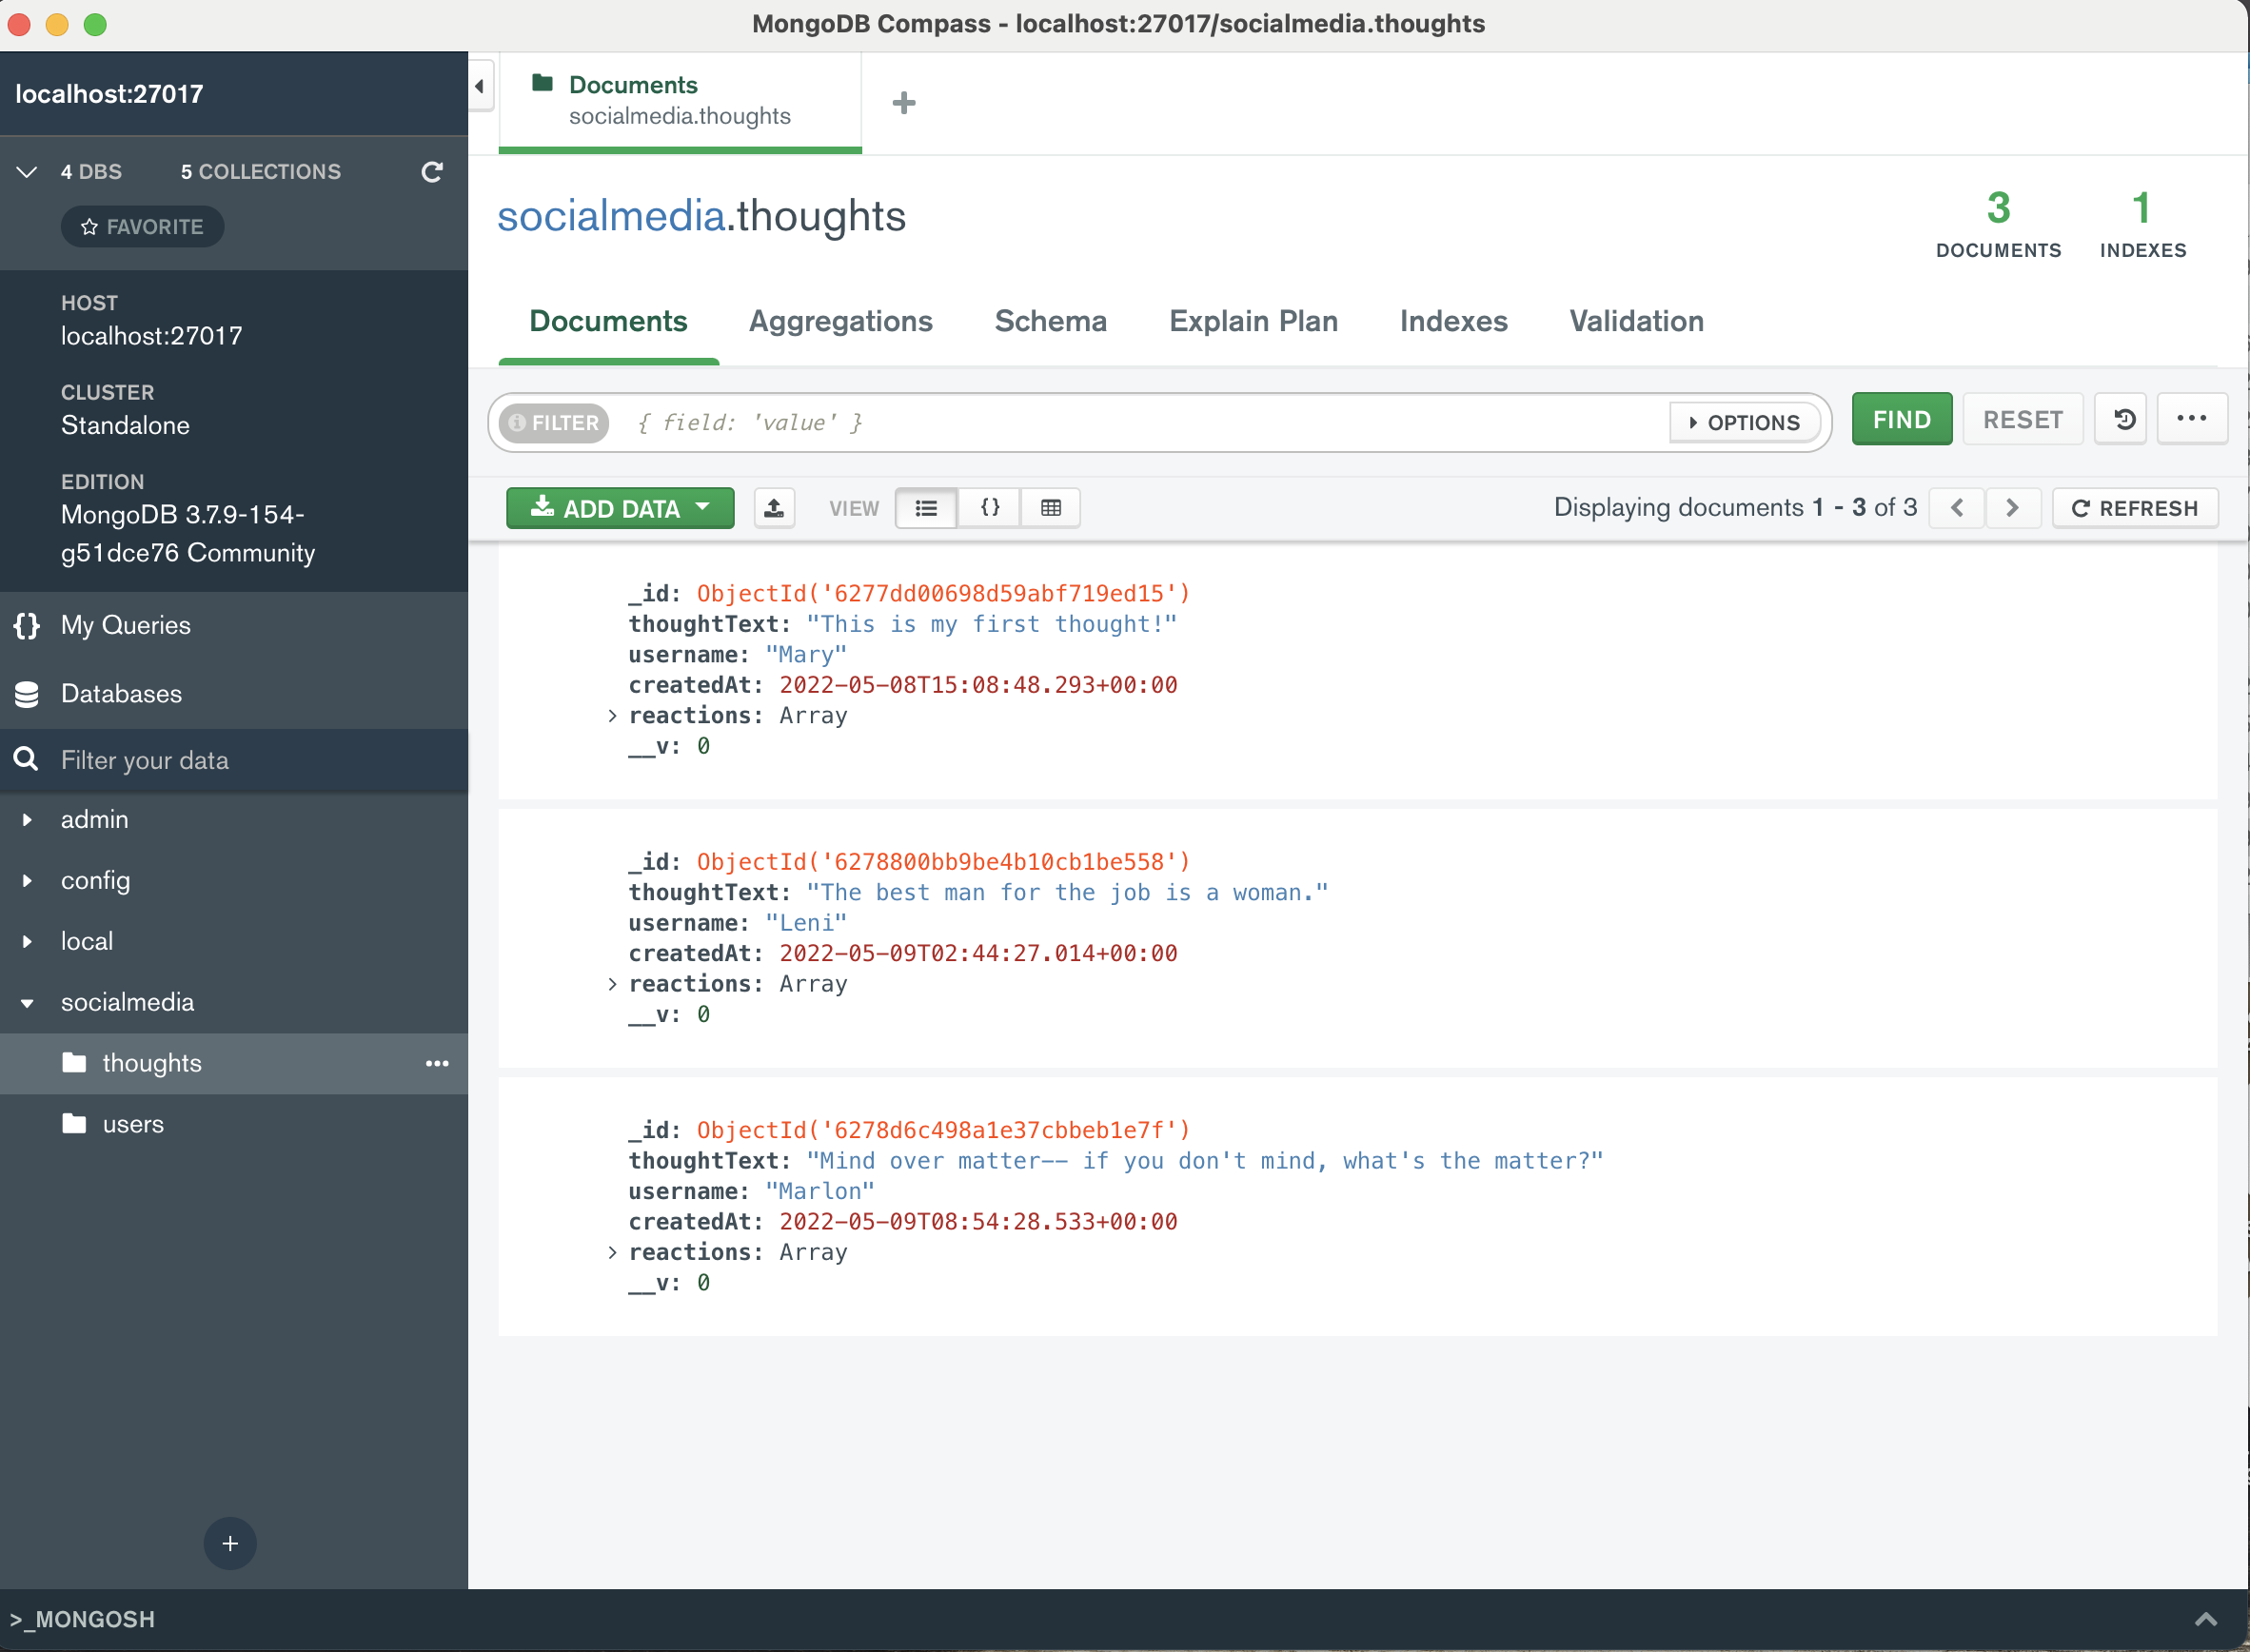 MongoDB Compass - localhost:27017/socialmedia.thoughts
localhost:27017
4 DBS 5 COLLECTIONS
FAVORITE
HOST
localhost:27017
CLUSTER
Standalone
EDITION
MongoDB 3.7.9-154-
g51dce76 Community
My Queries
Databases
Filter your data
admin
config
local
socialmedia
thoughts
users
>_MONGOSH
Documents
socialmedia.thoughts
socialmedia.thoughts
3
DOCUMENTS
1
INDEXES
Documents Aggregations Schema Explain Plan Indexes Validation
FILTER { field: 'value' } OPTIONS FIND RESET
ADD DATA VIEW {} Displaying documents 1 - 3 of 3 REFRESH
_id: ObjectId('6277dd00698d59abf719ed15')
thoughtText: "This is my first thought!"
username: "Mary"
createdAt: 2022-05-08T15:08:48.293+00:00
reactions: Array
__v: 0
_id: ObjectId('6278800bb9be4b10cb1be558')
thoughtText: "The best man for the job is a woman."
username: "Leni"
createdAt: 2022-05-09T02:44:27.014+00:00
reactions: Array
__v: 0
_id: ObjectId('6278d6c498a1e37cbbeb1e7f')
thoughtText: "Mind over matter-- if you don't mind, what's the matter?"
username: "Marlon"
createdAt: 2022-05-09T08:54:28.533+00:00
reactions: Array
__v: 0